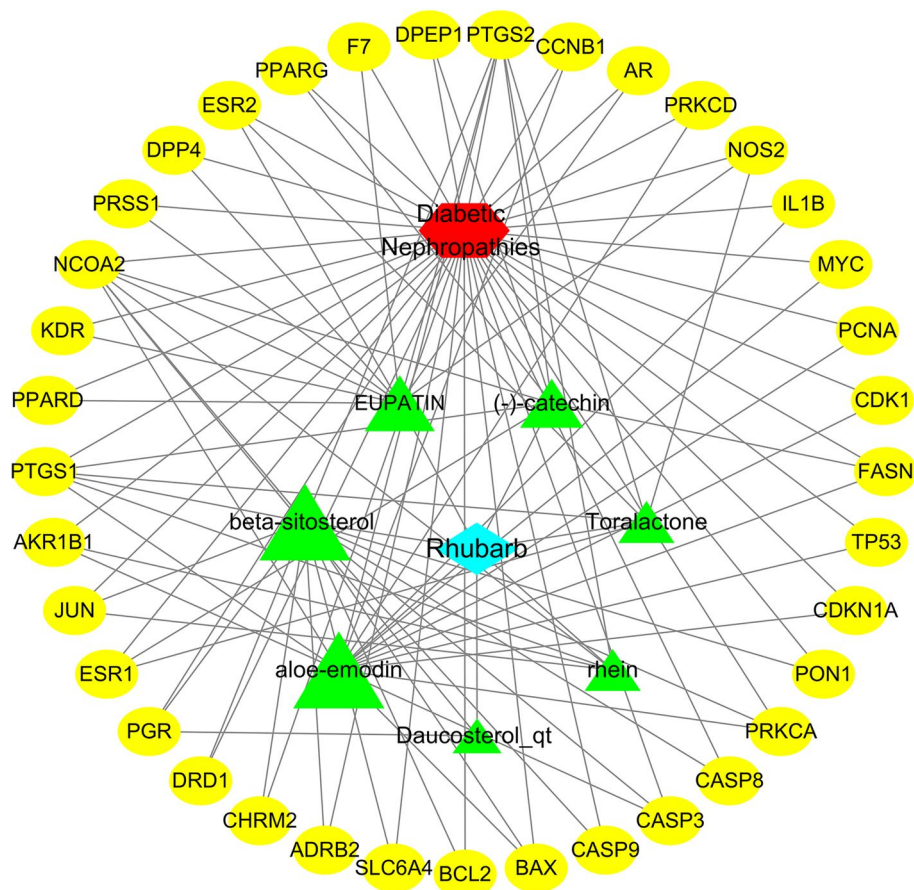 DPEP1
PTGS2
F7
CCNB1
PPARG
AR
ESR2
PRKCD
DPP4
NOS2
PRSS1
IL1B
Diabetic
Nephropathies
NCOA2
MYC
KDR
PCNA
PPARD
EUPATIN
(-)-catechin
CDK1
PTGS1
FASN
beta-sitosterol
Toralactone
AKR1B1
Rhubarb
TP53
JUN
CDKN1A
ESR1
aloe-emodin
rhein
PON1
PGR
Daucosterol_qt
PRKCA
DRD1
CASP8
CHRM2
CASP3
ADRB2
CASP9
SLC6A4
BAX
BCL2